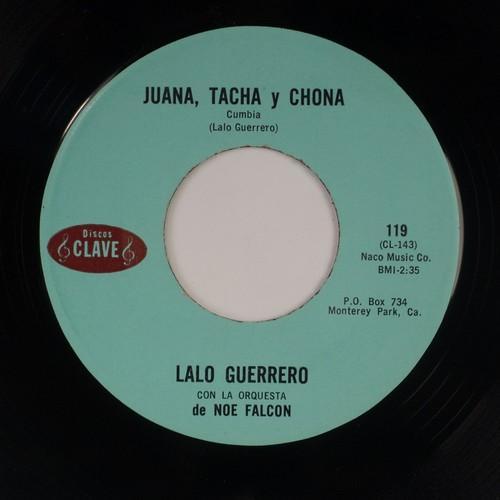 JUANA, TACHA y CHONA
Cumbia
(Lalo Guerrero)
Discos
CLAVE
119
(CL-143)
Naco Music Co.
BMI-2:35
P.O. Box 734
Monterey Park, Ca.
LALO GUERRERO
CON LA ORQUESTA
de NOE FALCON